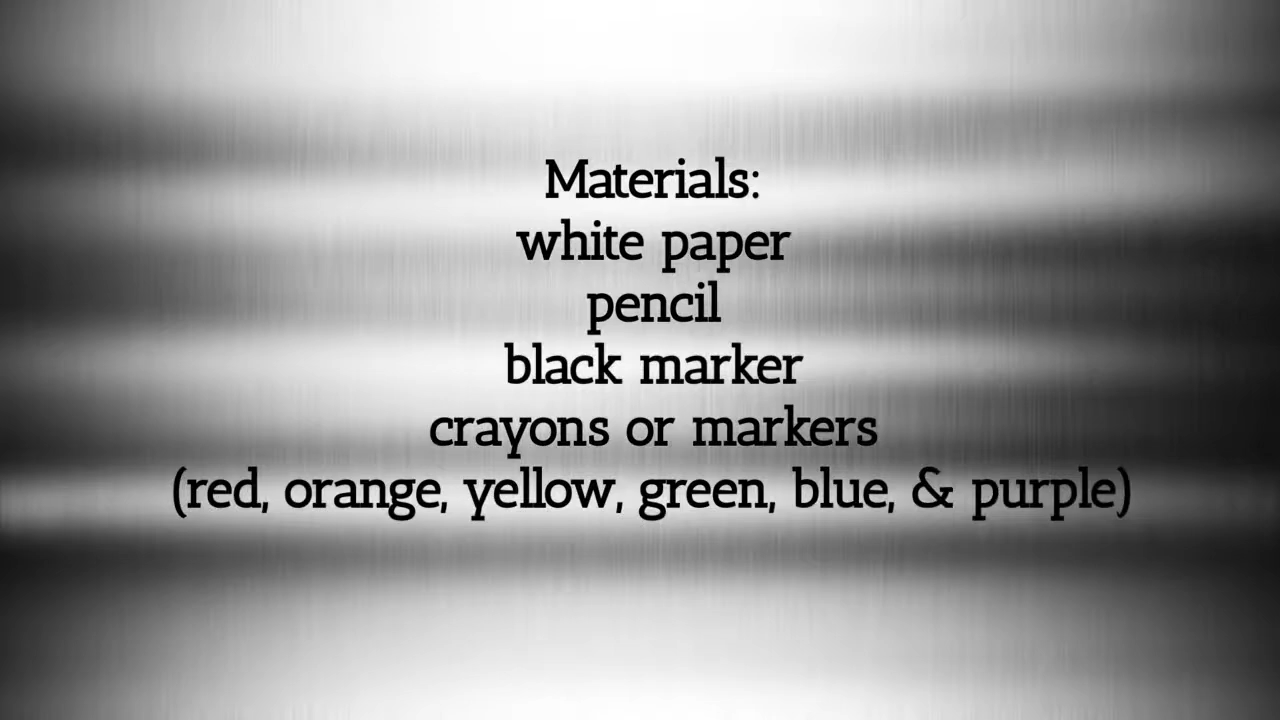 Materials:
white paper
pencil
black marker
crayons or markers
(red, orange, yellow, green, blue, & purple)